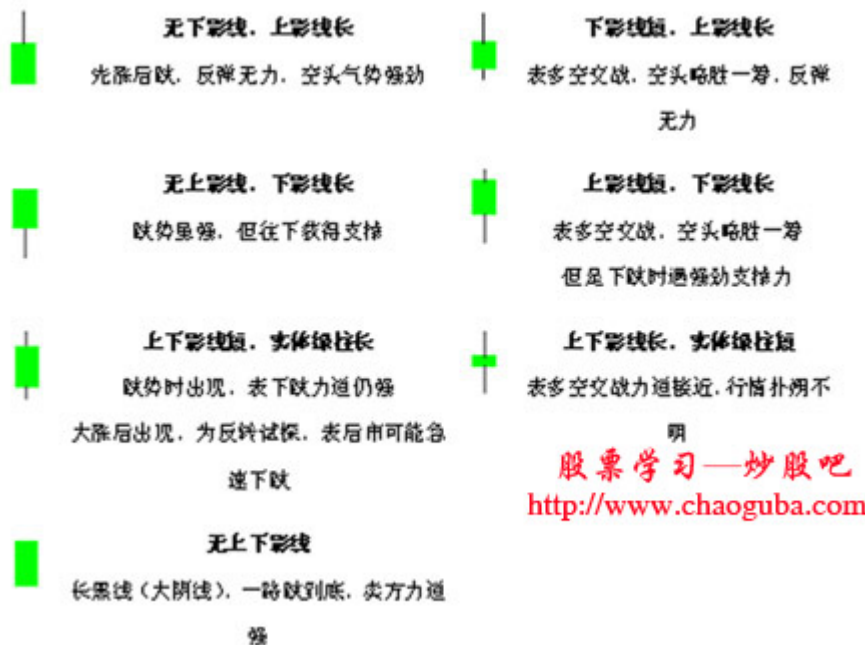 无下影线．上影线长
先涨后跌．反弹无力．空头气势强劲
下影线短．上影线长
表多空交战．空头略胜一筹．反弹
无力
无上影线．下影线长
跌势虽强．但往下获得支撑
上影线短．下影线长
表多空交战．空头略胜一筹
但是下跌时遇强劲支撑力
上下影线短．实体绿柱长
跌势时出现．表下跌力道仍强
大涨后出现．为反转试探．表后市可能急
速下跌
上下影线长．实体绿柱短
表多空交战力道接近．行情扑朔不
明
无上下影线
长黑线（大阴线）．一路跌到底．卖方力道
强
股票学习—炒股吧
http://www.chaoguba.com